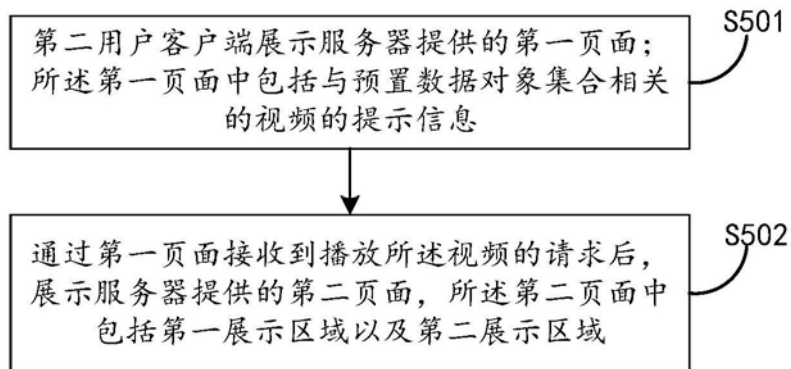 第二用户客户端展示服务器提供的第一页面;
所述第一页面中包括与预置数据对象集合相关
的视频的提示信息
S501
通过第一页面接收到播放所述视频的请求后,
展示服务器提供的第二页面, 所述第二页面中
包括第一展示区域以及第二展示区域
S502